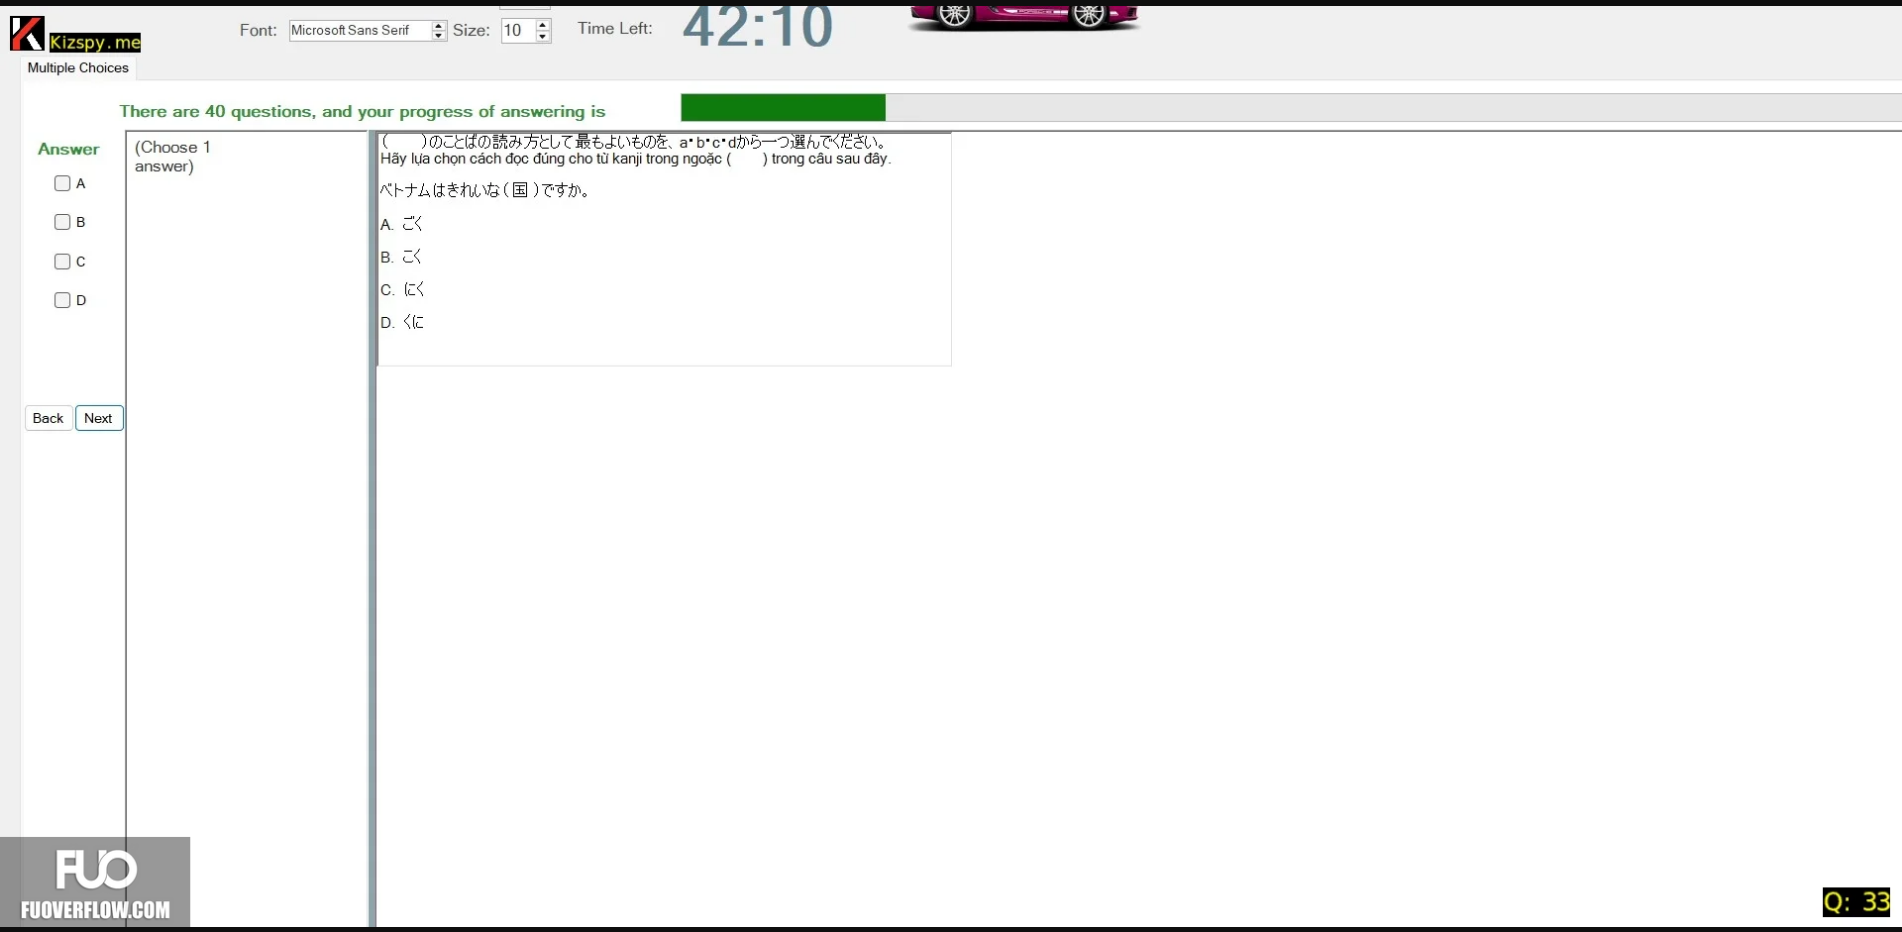 Kizspy.me
Font: Microsoft Sans Serif Size: 10 Time Left: 42:10
Multiple Choices
There are 40 questions, and your progress of answering is
Answer
A
B
C
D
Back Next
(Choose 1
answer)
(　　)のことばの読み方として最もよいものを、a・b・c・dから一つ選んでください。
Hãy lựa chọn cách đọc đúng cho từ kanji trong ngoặc (　　) trong câu sau đây.
ベトナムはきれいな(国)ですか。
A. ごく
B. こく
C. にく
D. くに
FUO
FUOVERFLOW.COM
Q: 33